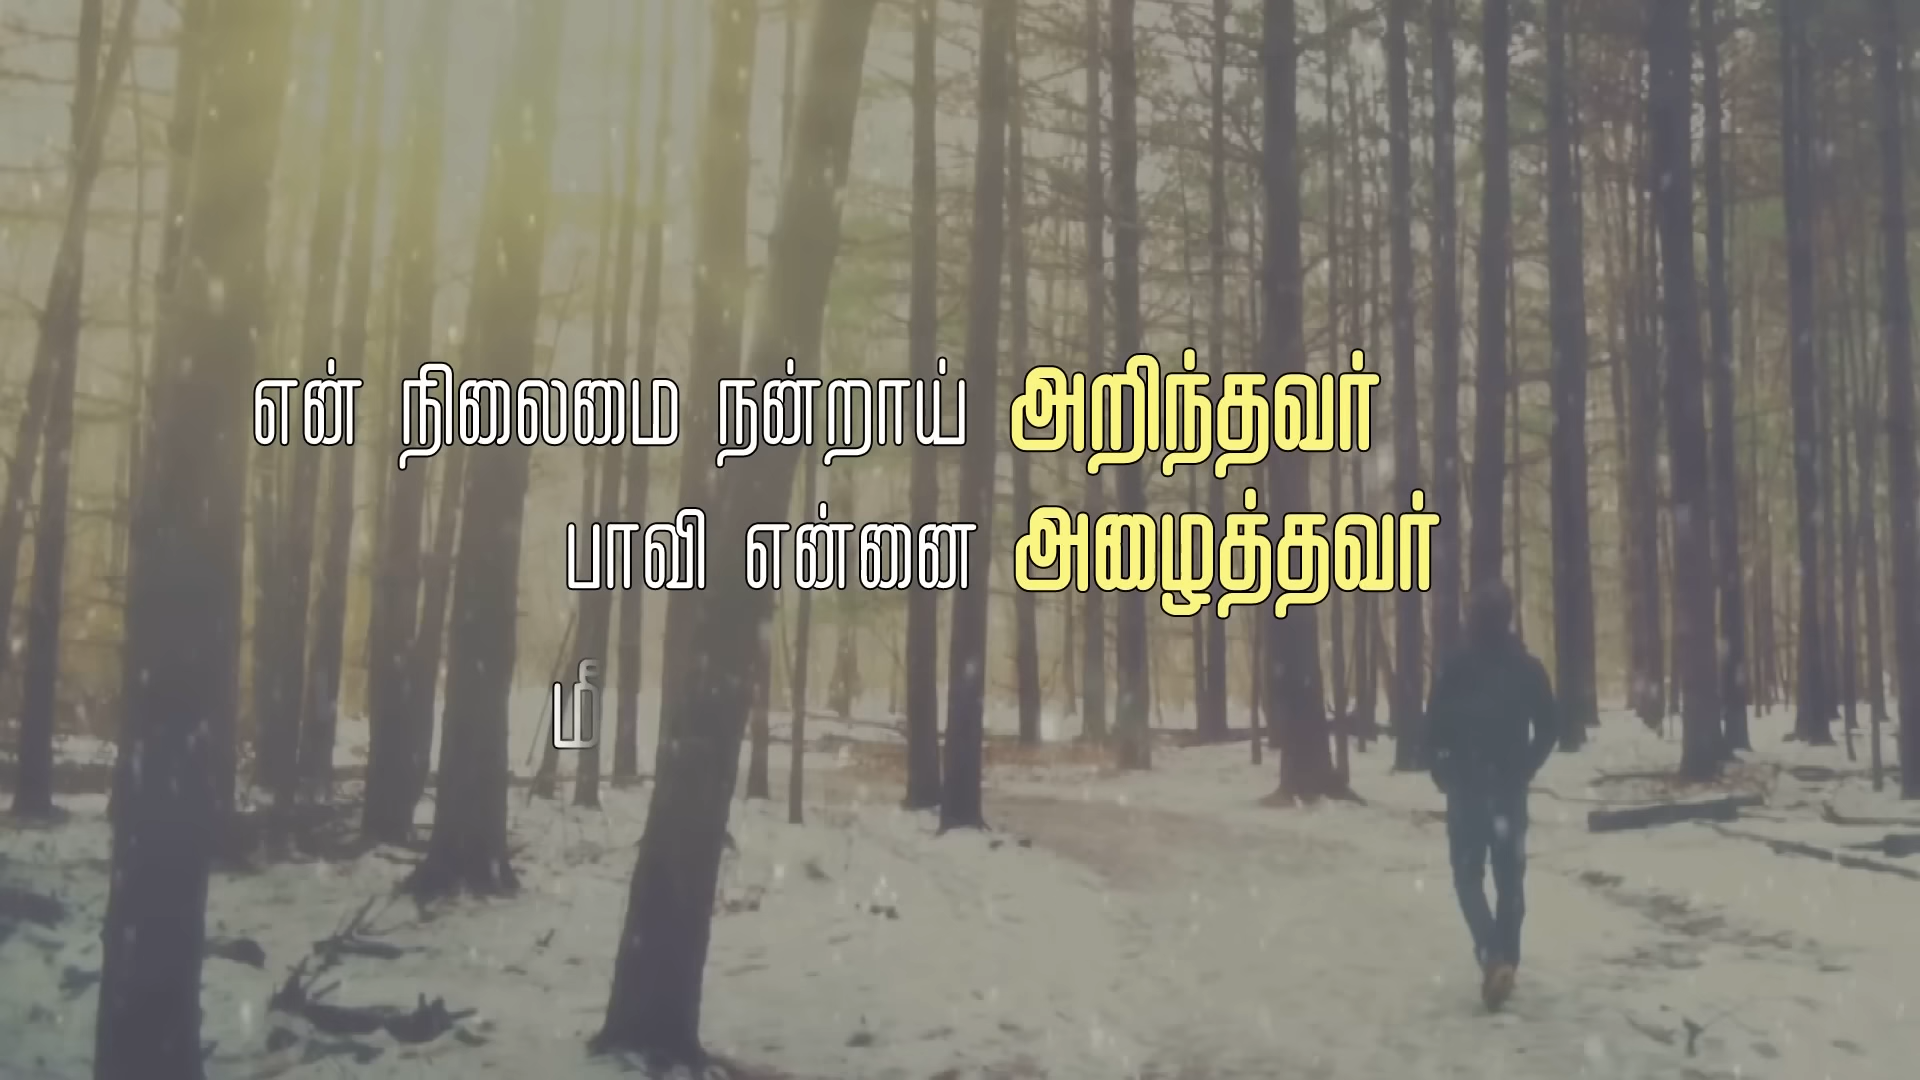 என் நிலைமை நன்றாய் அறிந்தவர்
பாவி என்னை அழைத்தவர்
மீ